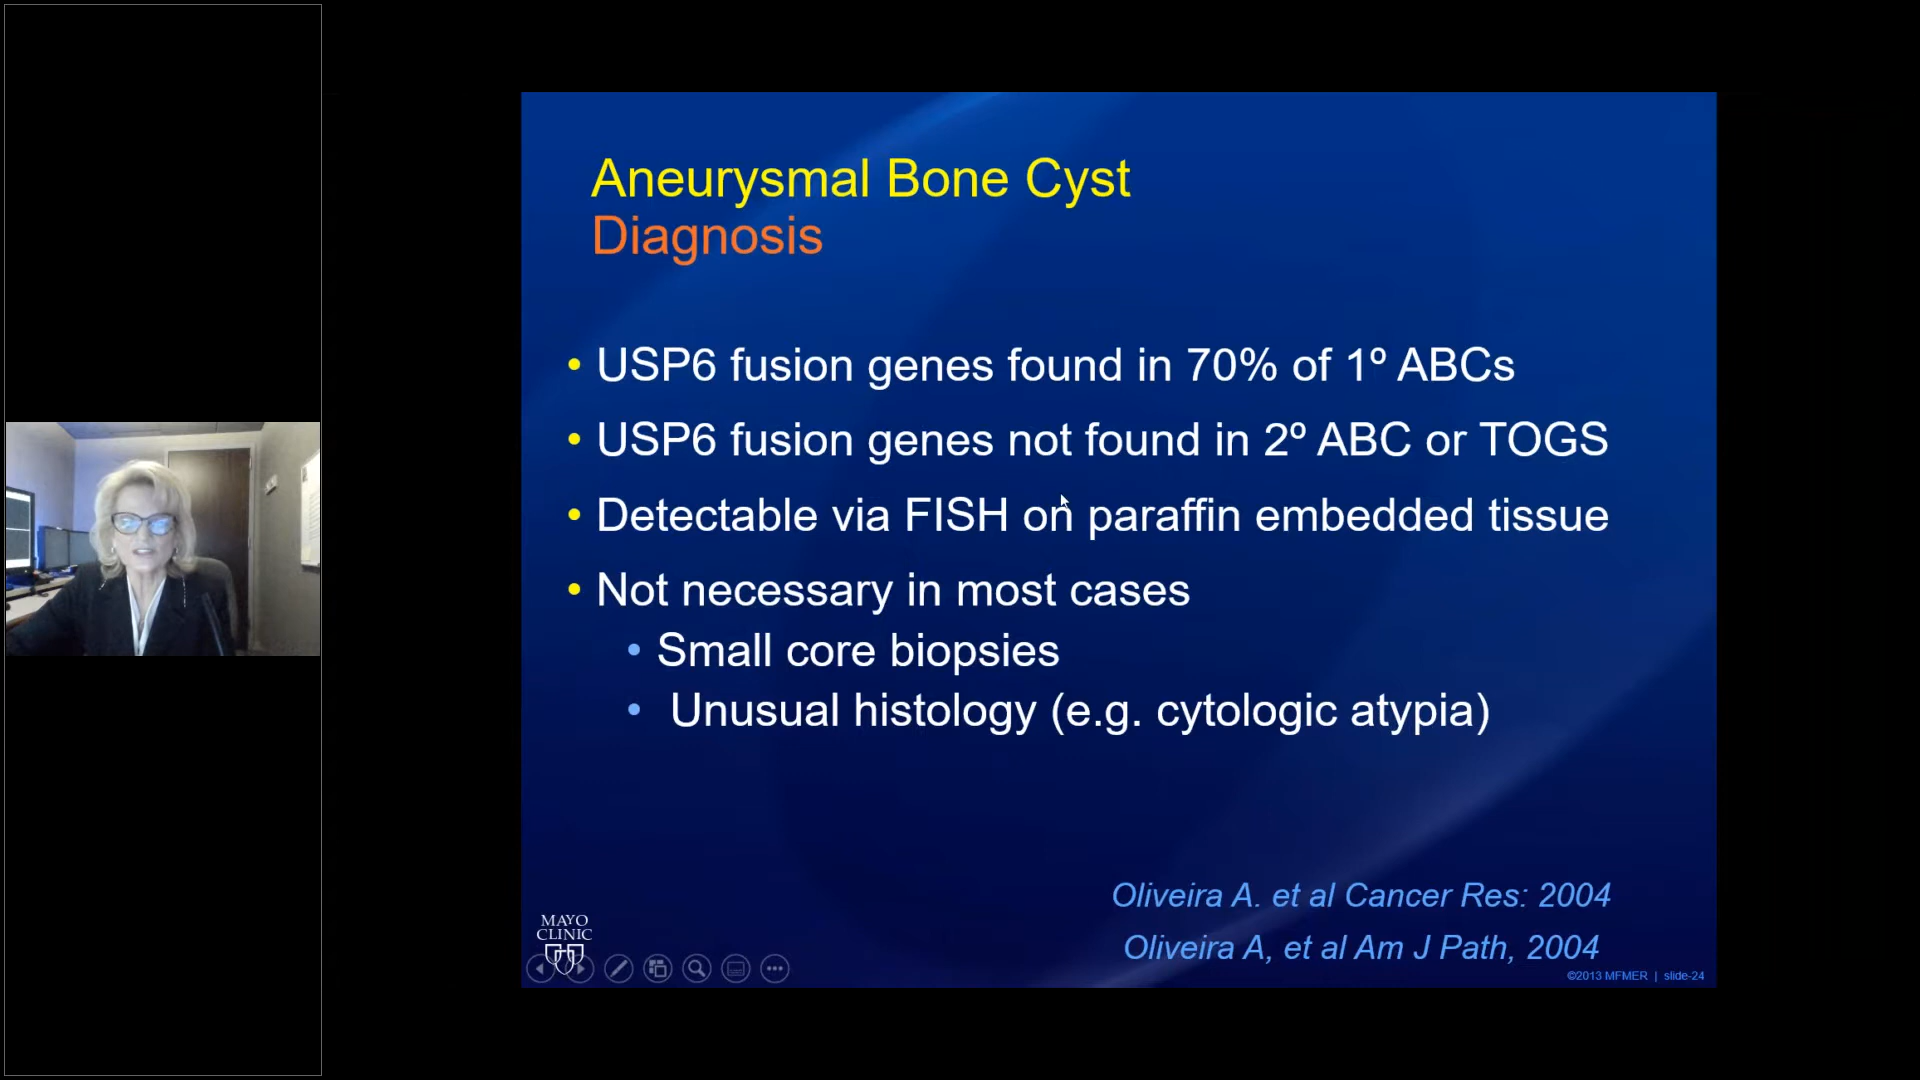 Aneurysmal Bone Cyst
Diagnosis
• USP6 fusion genes found in 70% of 1º ABCs
• USP6 fusion genes not found in 2º ABC or TOGS
• Detectable via FISH on paraffin embedded tissue
• Not necessary in most cases
• Small core biopsies
• Unusual histology (e.g. cytologic atypia)
Oliveira A. et al Cancer Res: 2004
Oliveira A, et al Am J Path, 2004
MAYO
CLINIC
©2013 MFMER | slide-24